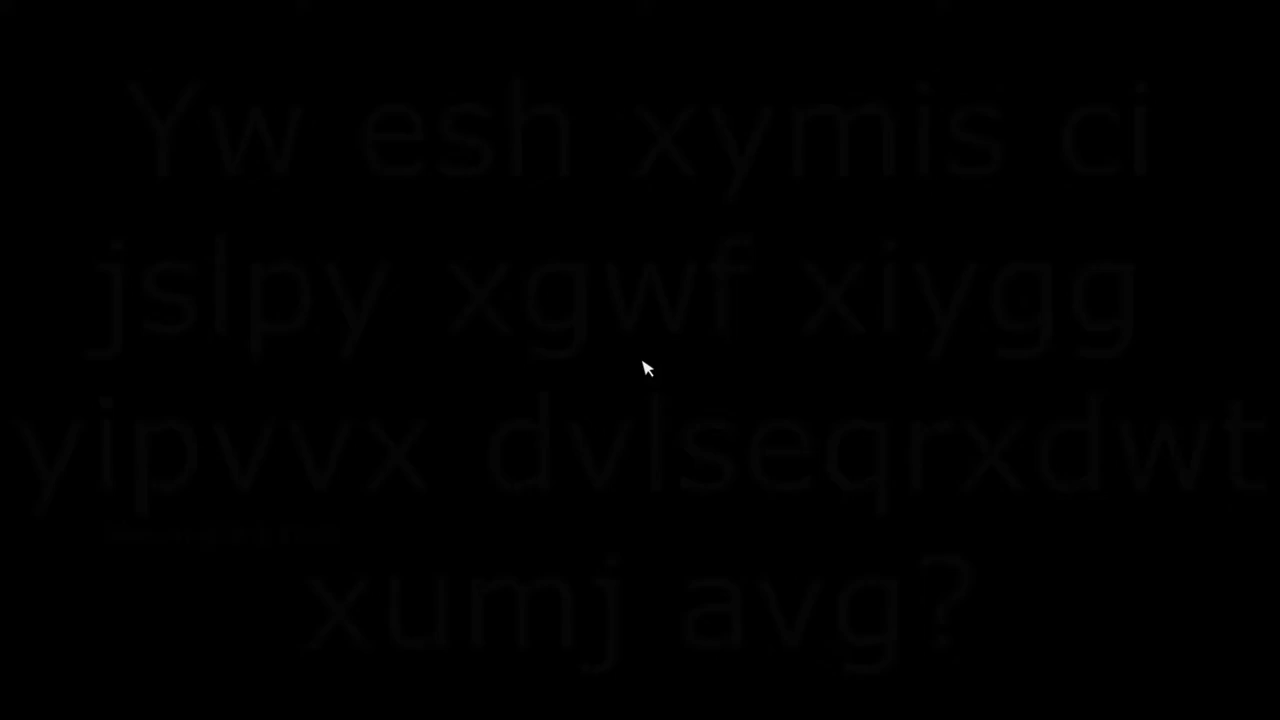 Yw esh xymis ci
jslpy xgwf xiygg
yipvvx dvlseqrxdwt
xumj avg?